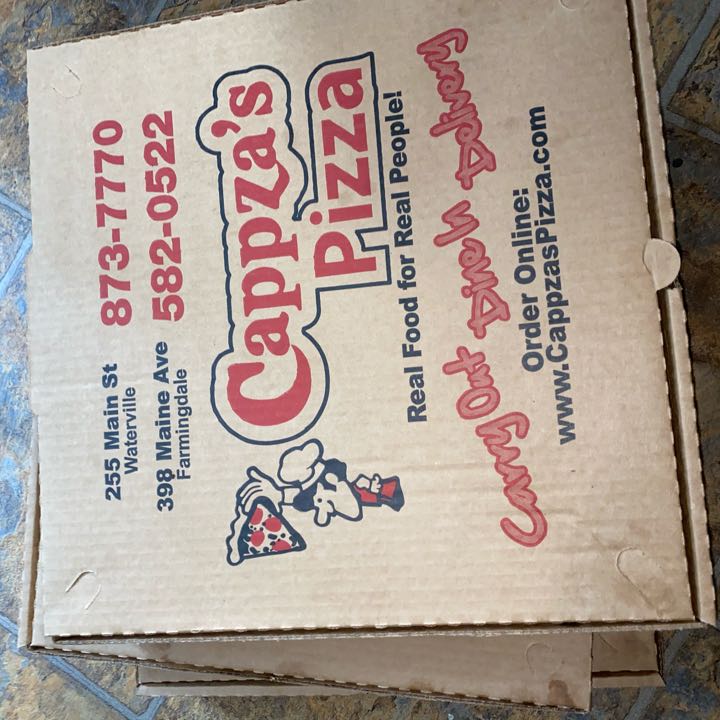 255 Main St 873-7770
Waterville
398 Maine Ave 582-0522
Farmingdale
Cappza's
Pizza
Real Food for Real People!
Carry Out Dine In Delivery
Order Online:
www.CappzasPizza.com